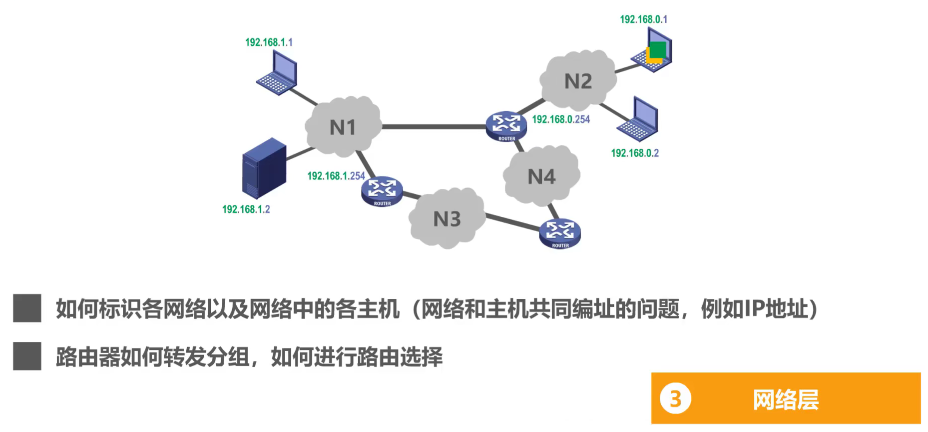 192.168.0.1
192.168.1.1
N2
192.168.0.254
N1
ROUTER
192.168.0.2
192.168.1.254
N4
ROUTER
192.168.1.2
N3
ROUTER
如何标识各网络以及网络中的各主机（网络和主机共同编址的问题，例如IP地址）
路由器如何转发分组，如何进行路由选择
3 网络层